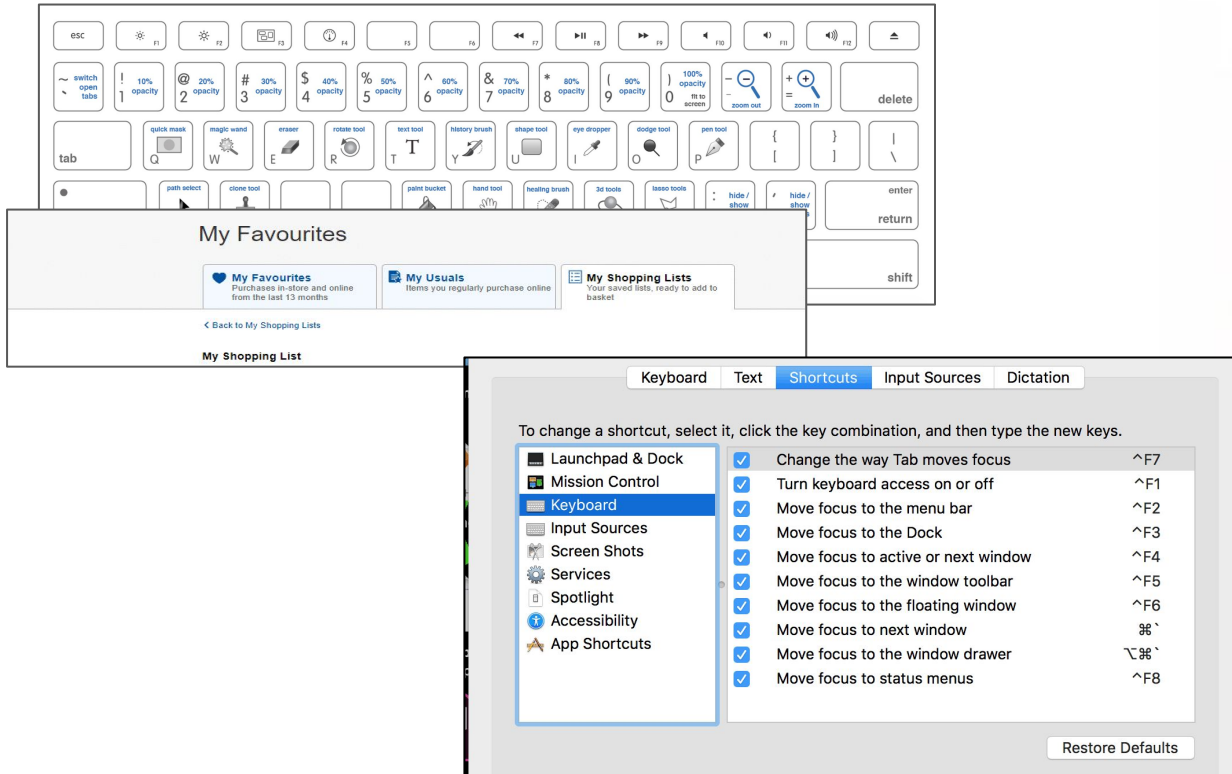 esc F1 F2 F3 F4 F5 F6 F7 F8 F9 F10 F11 F12
~ ` switch open tabs
! 1 10% opacity
@ 2 20% opacity
# 3 30% opacity
$ 4 40% opacity
% 5 50% opacity
^ 6 60% opacity
& 7 70% opacity
* 8 80% opacity
( 9 90% opacity
) 0 100% opacity fit to screen
- – zoom out
+ = zoom in
delete
tab
quick mask Q
magic wand W
eraser E
rotate tool R
text tool T
history brush Y
shape tool U
eye dropper I
dodge tool O
pen tool P
{ [
} ]
| \
path select
clone tool
paint bucket
hand tool
healing brush
3d tools
lasso tools
: hide / show
' hide / show
enter
return
shift
My Favourites
My Favourites
Purchases in-store and online
from the last 13 months
My Usuals
Items you regularly purchase online
My Shopping Lists
Your saved lists, ready to add to
basket
Back to My Shopping Lists
My Shopping List
Keyboard Text Shortcuts Input Sources Dictation
To change a shortcut, select it, click the key combination, and then type the new keys.
Launchpad & Dock
Mission Control
Keyboard
Input Sources
Screen Shots
Services
Spotlight
Accessibility
App Shortcuts
Change the way Tab moves focus ^F7
Turn keyboard access on or off ^F1
Move focus to the menu bar ^F2
Move focus to the Dock ^F3
Move focus to active or next window ^F4
Move focus to the window toolbar ^F5
Move focus to the floating window ^F6
Move focus to next window ⌘`
Move focus to the window drawer ⌥⌘`
Move focus to status menus ^F8
Restore Defaults